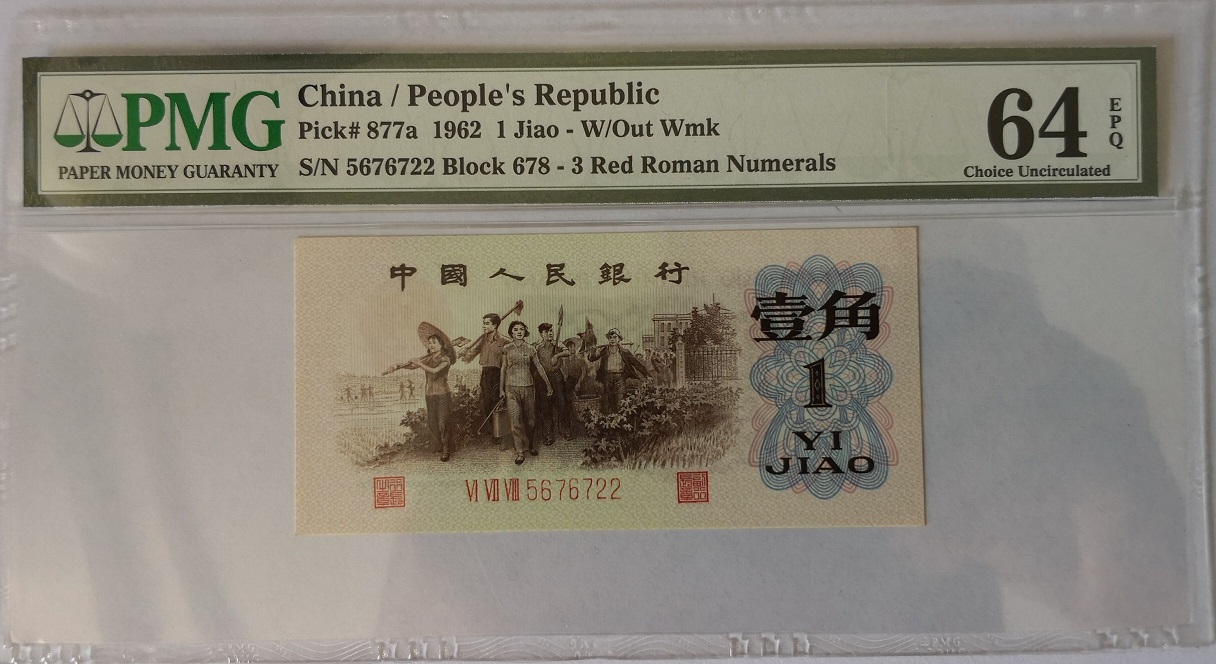 PMG
PAPER MONEY GUARANTY
China / People's Republic
Pick# 877a 1962 1 Jiao - W/Out Wmk
S/N 5676722 Block 678 - 3 Red Roman Numerals
64
EPQ
Choice Uncirculated
中國人民銀行
壹角
1
YI
JIAO
VI VII VIII 5676722